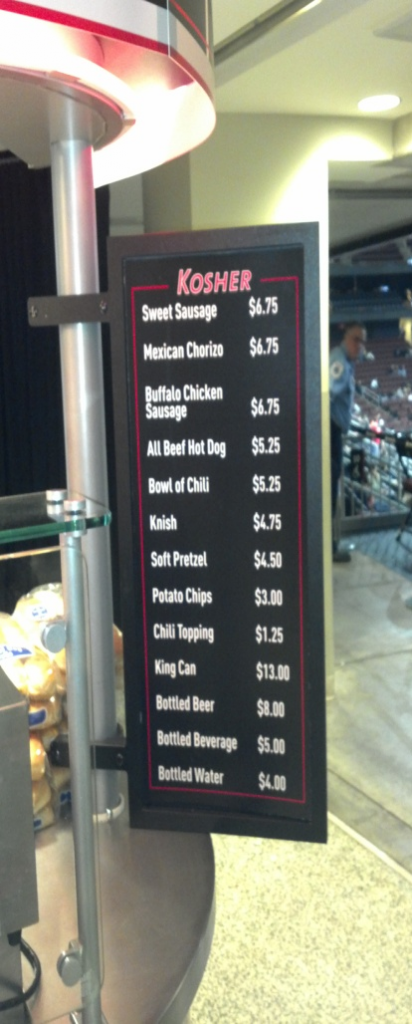 KOSHER
Sweet Sausage $6.75
Mexican Chorizo $6.75
Buffalo Chicken
Sausage $6.75
All Beef Hot Dog $5.25
Bowl of Chili $5.25
Knish $4.75
Soft Pretzel $4.50
Potato Chips $3.00
Chili Topping $1.25
King Can $13.00
Bottled Beer $8.00
Bottled Beverage $5.00
Bottled Water $4.00